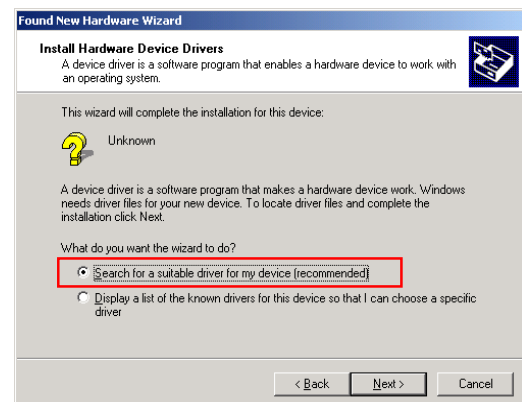 Found New Hardware Wizard
Install Hardware Device Drivers
A device driver is a software program that enables a hardware device to work with
an operating system.
This wizard will complete the installation for this device:
Unknown
A device driver is a software program that makes a hardware device work. Windows
needs driver files for your new device. To locate driver files and complete the
installation click Next.
What do you want the wizard to do?
Search for a suitable driver for my device (recommended)
Display a list of the known drivers for this device so that I can choose a specific
driver
< Back Next > Cancel